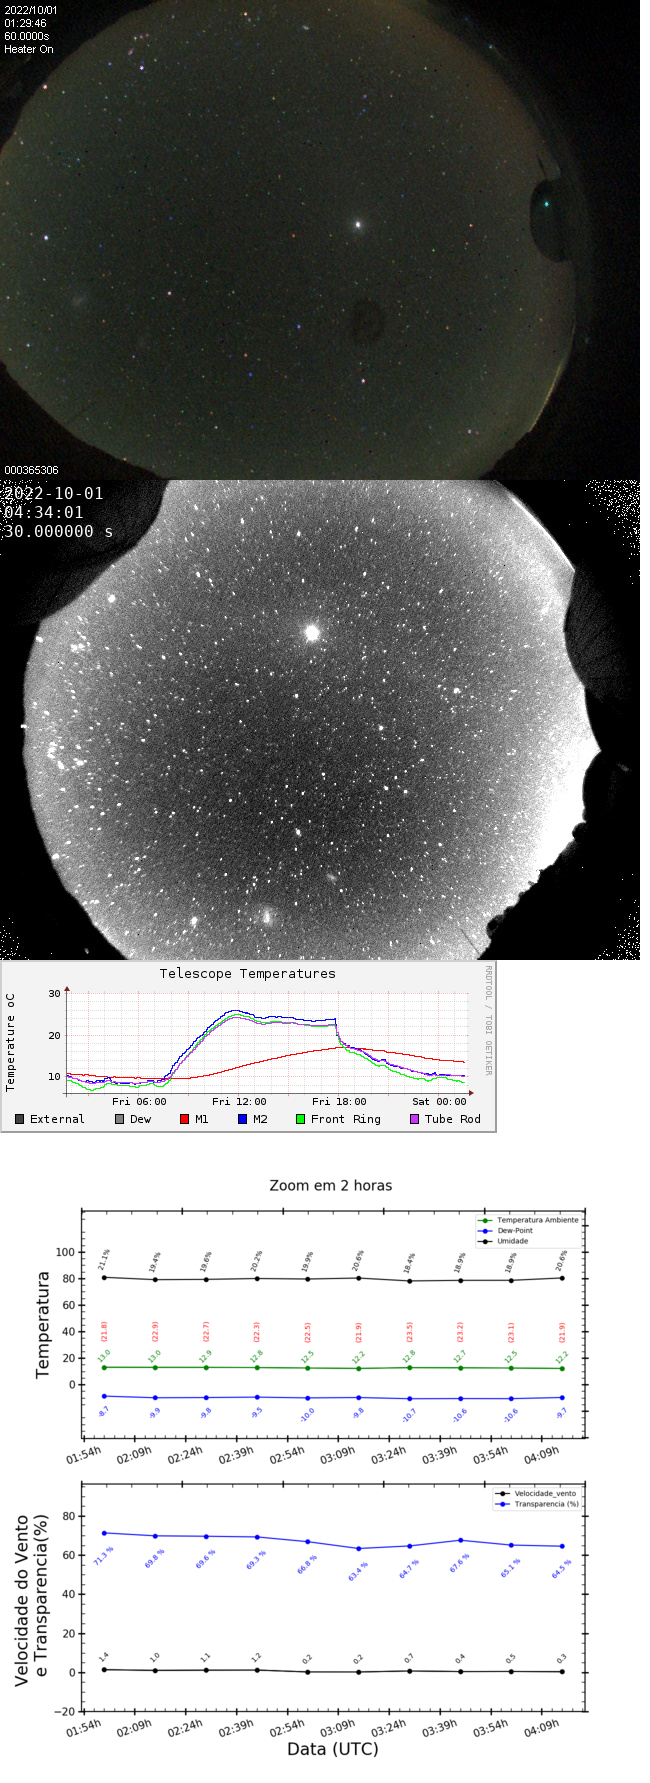 2022/10/01
01:29:46
60.0000s
Heater On
000365306
2022-10-01
04:34:01
30.000000 s
Telescope Temperatures
RRDTOOL / TOBI OETIKER
Temperature oC
30
20
10
Fri 06:00 Fri 12:00 Fri 18:00 Sat 00:00
External Dew M1 M2 Front Ring Tube Rod
Zoom em 2 horas
Temperatura Ambiente
Dew-Point
Umidade
Temperatura
100
80
60
40
20
0
21.1% 19.4% 19.6% 20.2% 19.9% 20.6% 18.4% 18.9% 18.9% 20.6%
(21.8) (22.9) (22.7) (22.3) (22.5) (21.9) (23.5) (23.2) (23.1) (21.9)
13.0 13.0 12.9 12.8 12.5 12.2 12.8 12.7 12.5 12.2
-8.7 -9.9 -9.8 -9.5 -10.0 -9.8 -10.7 -10.6 -10.6 -9.7
01:54h 02:09h 02:24h 02:39h 02:54h 03:09h 03:24h 03:39h 03:54h 04:09h
Velocidade_vento
Transparencia (%)
Velocidade do Vento
e Transparencia(%)
80
60
40
20
0
−20
71.3 % 69.8 % 69.6 % 69.3 % 66.8 % 63.4 % 64.7 % 67.6 % 65.1 % 64.5 %
1.4 1.0 1.1 1.2 0.2 0.2 0.7 0.4 0.5 0.3
01:54h 02:09h 02:24h 02:39h 02:54h 03:09h 03:24h 03:39h 03:54h 04:09h
Data (UTC)